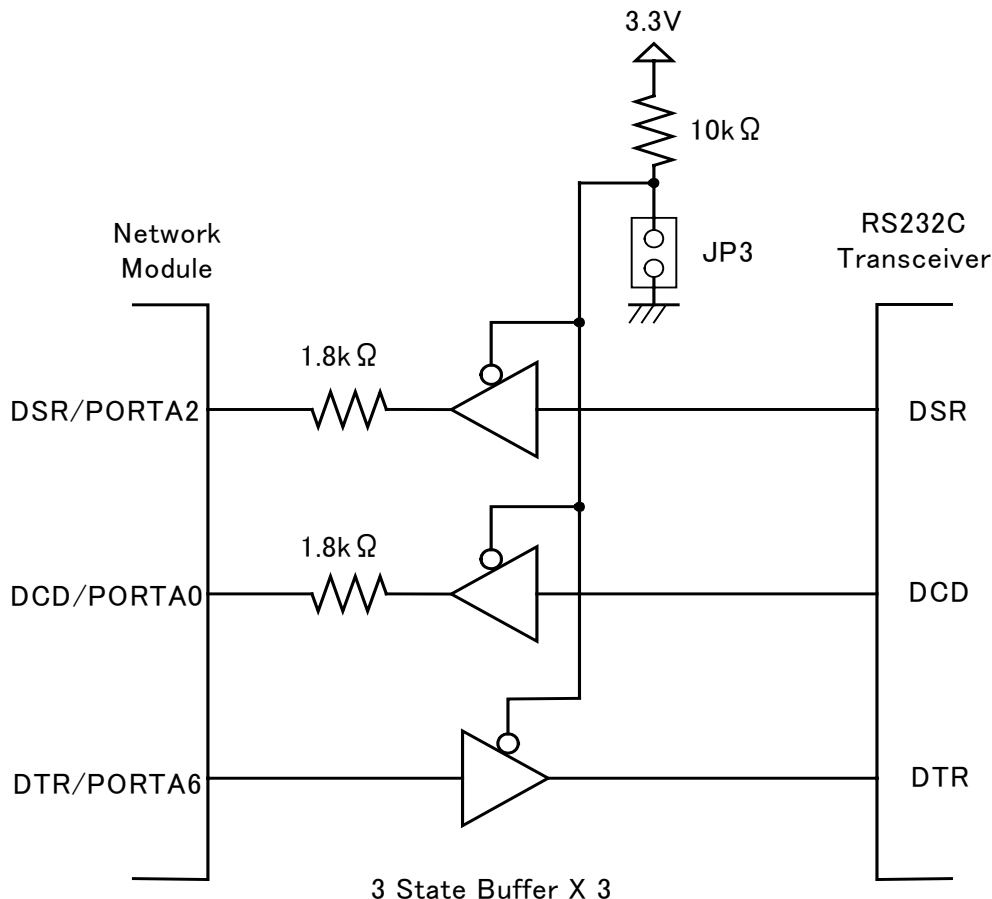 3.3V
10kΩ
JP3
Network
Module
RS232C
Transceiver
1.8kΩ
DSR/PORTA2
DSR
1.8kΩ
DCD/PORTA0
DCD
DTR/PORTA6
DTR
3 State Buffer X 3